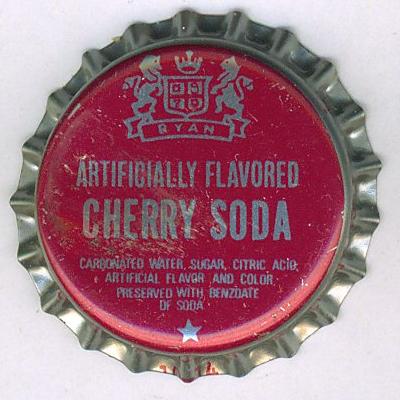 RYAN
ARTIFICIALLY FLAVORED
CHERRY SODA
CARBONATED WATER, SUGAR, CITRIC ACID,
ARTIFICIAL FLAVOR AND COLOR
PRESERVED WITH BENZOATE
OF SODA